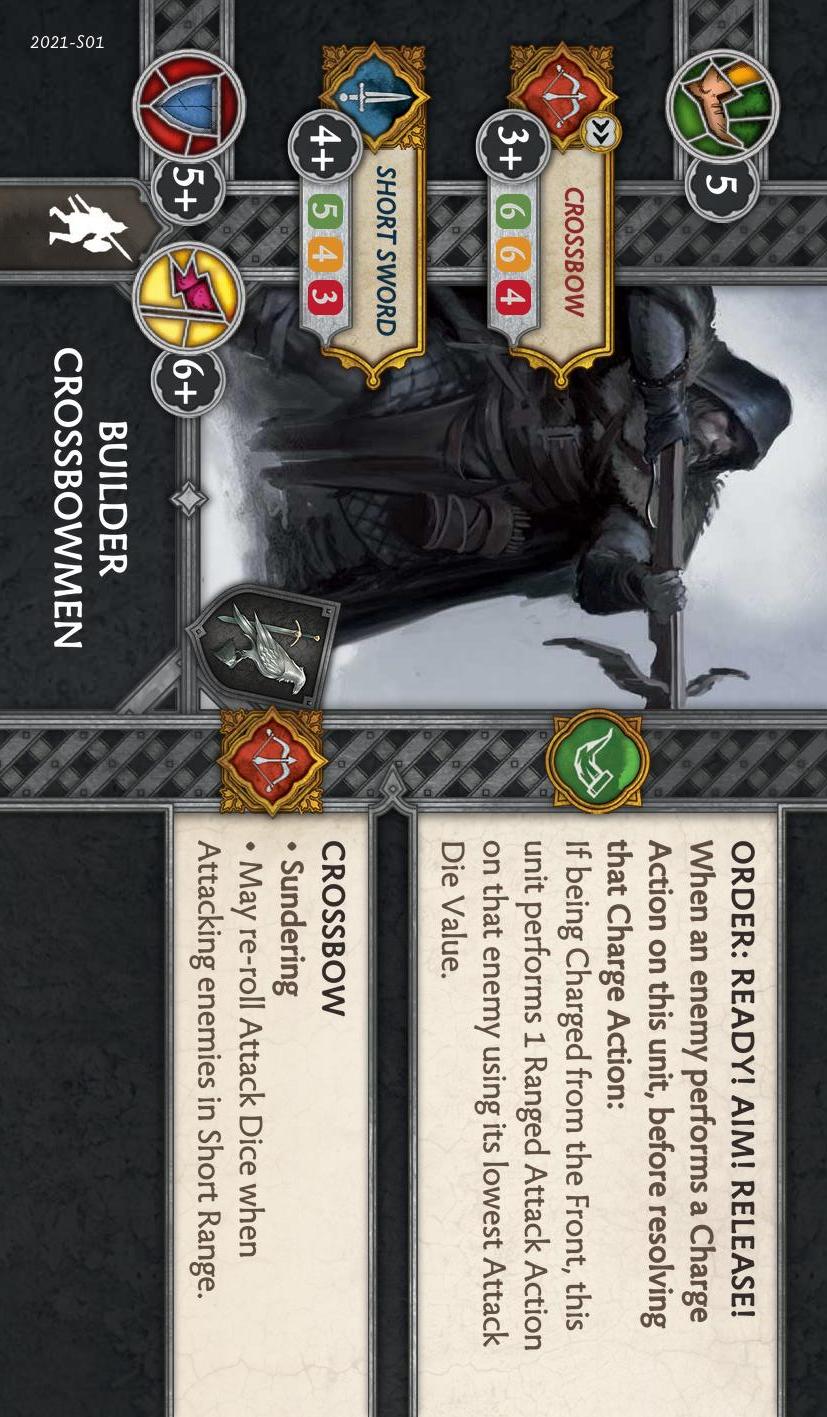 5
CROSSBOW
3+
6 6 4
SHORT SWORD
4+
5 4 3
5+
6+
BUILDER
CROSSBOWMEN
2021-S01
ORDER: READY! AIM! RELEASE!
When an enemy performs a Charge
Action on this unit, before resolving
that Charge Action:
If being Charged from the Front, this
unit performs 1 Ranged Attack Action
on that enemy using its lowest Attack
Die Value.
CROSSBOW
• Sundering
• May re-roll Attack Dice when
Attacking enemies in Short Range.